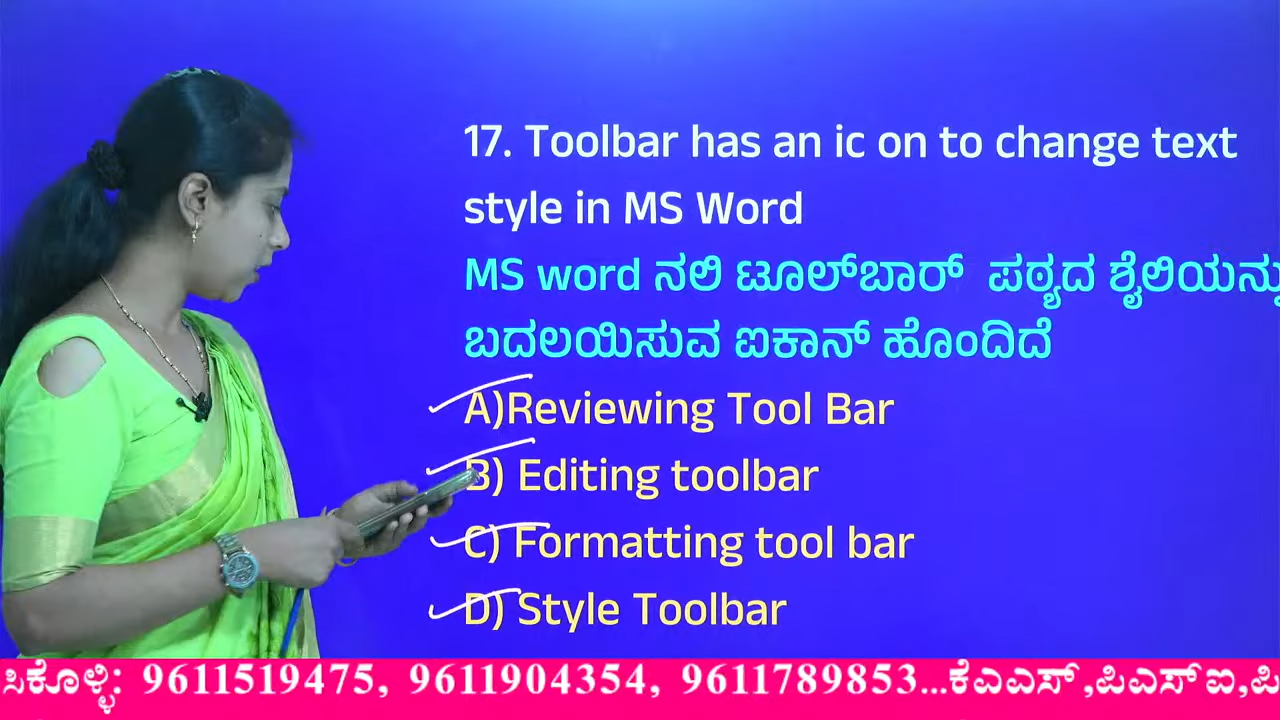 17. Toolbar has an ic on to change text
style in MS Word
MS word ನಲಿ ಟೂಲ್‌ಬಾರ್ ಪಠ್ಯದ ಶೈಲಿಯನ್ನು
ಬದಲಯಿಸುವ ಐಕಾನ್ ಹೊಂದಿದೆ
A)Reviewing Tool Bar
B) Editing toolbar
C) Formatting tool bar
D) Style Toolbar
ಸಿಕೊಳ್ಳಿ: 9611519475, 9611904354, 9611789853...ಕೆಎಎಸ್ ,ಪಿಎಸ್ ಐ,ಪಿ